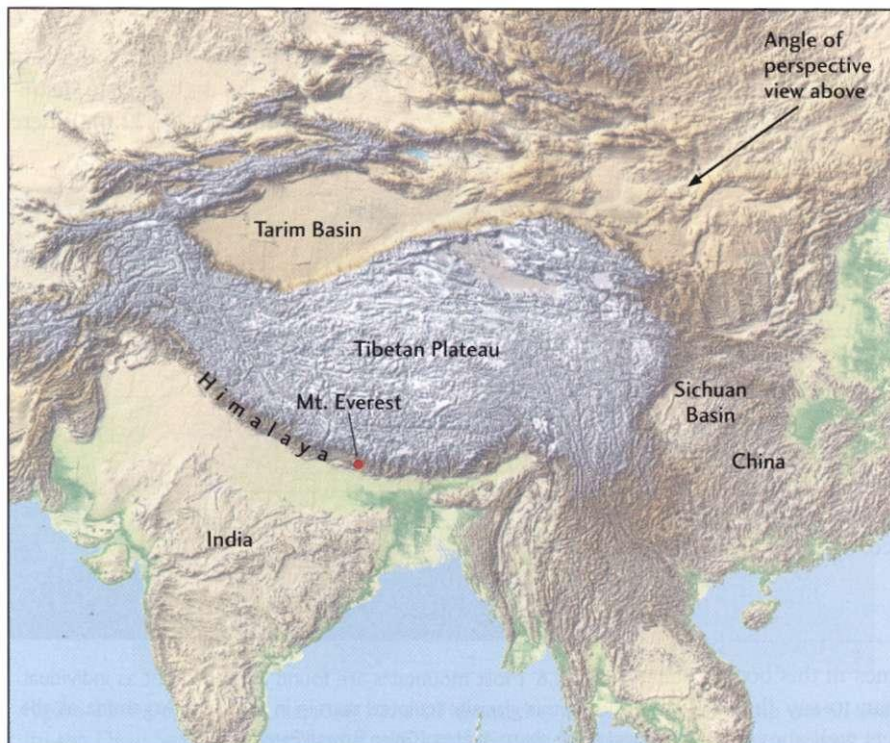 Angle of
perspective
view above
Tarim Basin
Tibetan Plateau
Himalaya
Mt. Everest
Sichuan
Basin
China
India